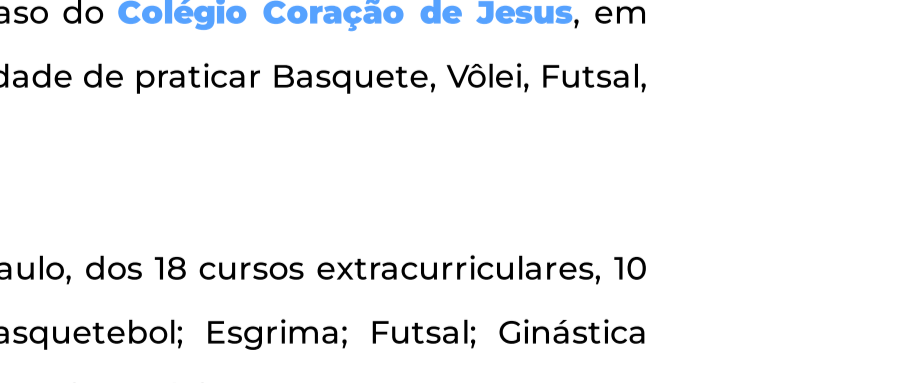 aso do Colégio Coração de Jesus, em
dade de praticar Basquete, Vôlei, Futsal,
aulo, dos 18 cursos extracurriculares, 10
asquetebol; Esgrima; Futsal; Ginástica